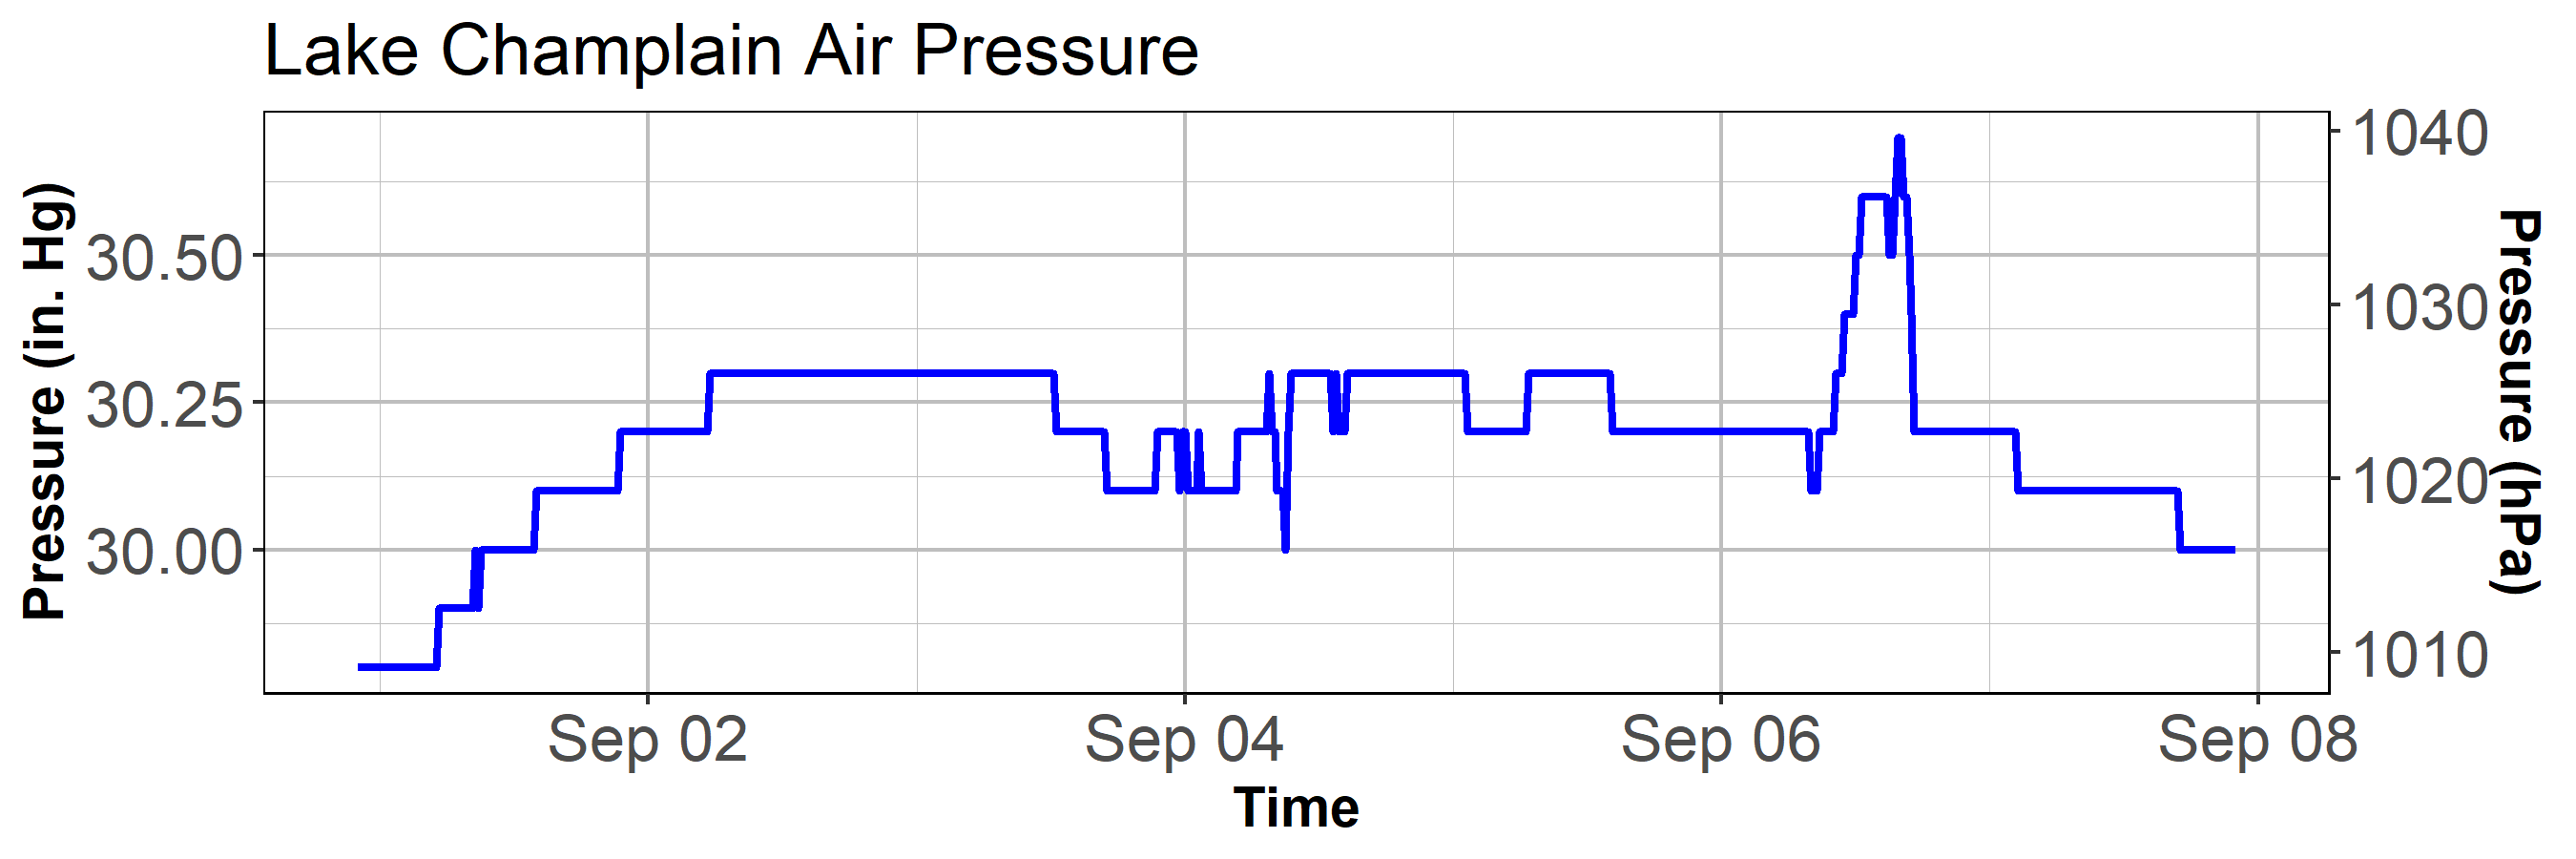 Lake Champlain Air Pressure
Pressure (in. Hg)
30.50
30.25
30.00
1040
1030
1020
1010
Pressure (hPa)
Sep 02 Sep 04 Sep 06 Sep 08
Time